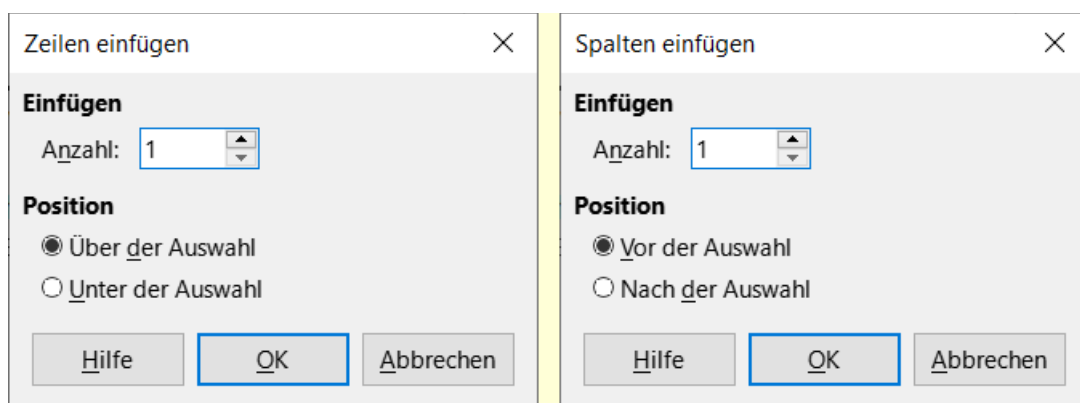 Zeilen einfügen
Einfügen
Anzahl: 1
Position
Über der Auswahl
Unter der Auswahl
Hilfe OK Abbrechen
Spalten einfügen
Einfügen
Anzahl: 1
Position
Vor der Auswahl
Nach der Auswahl
Hilfe OK Abbrechen